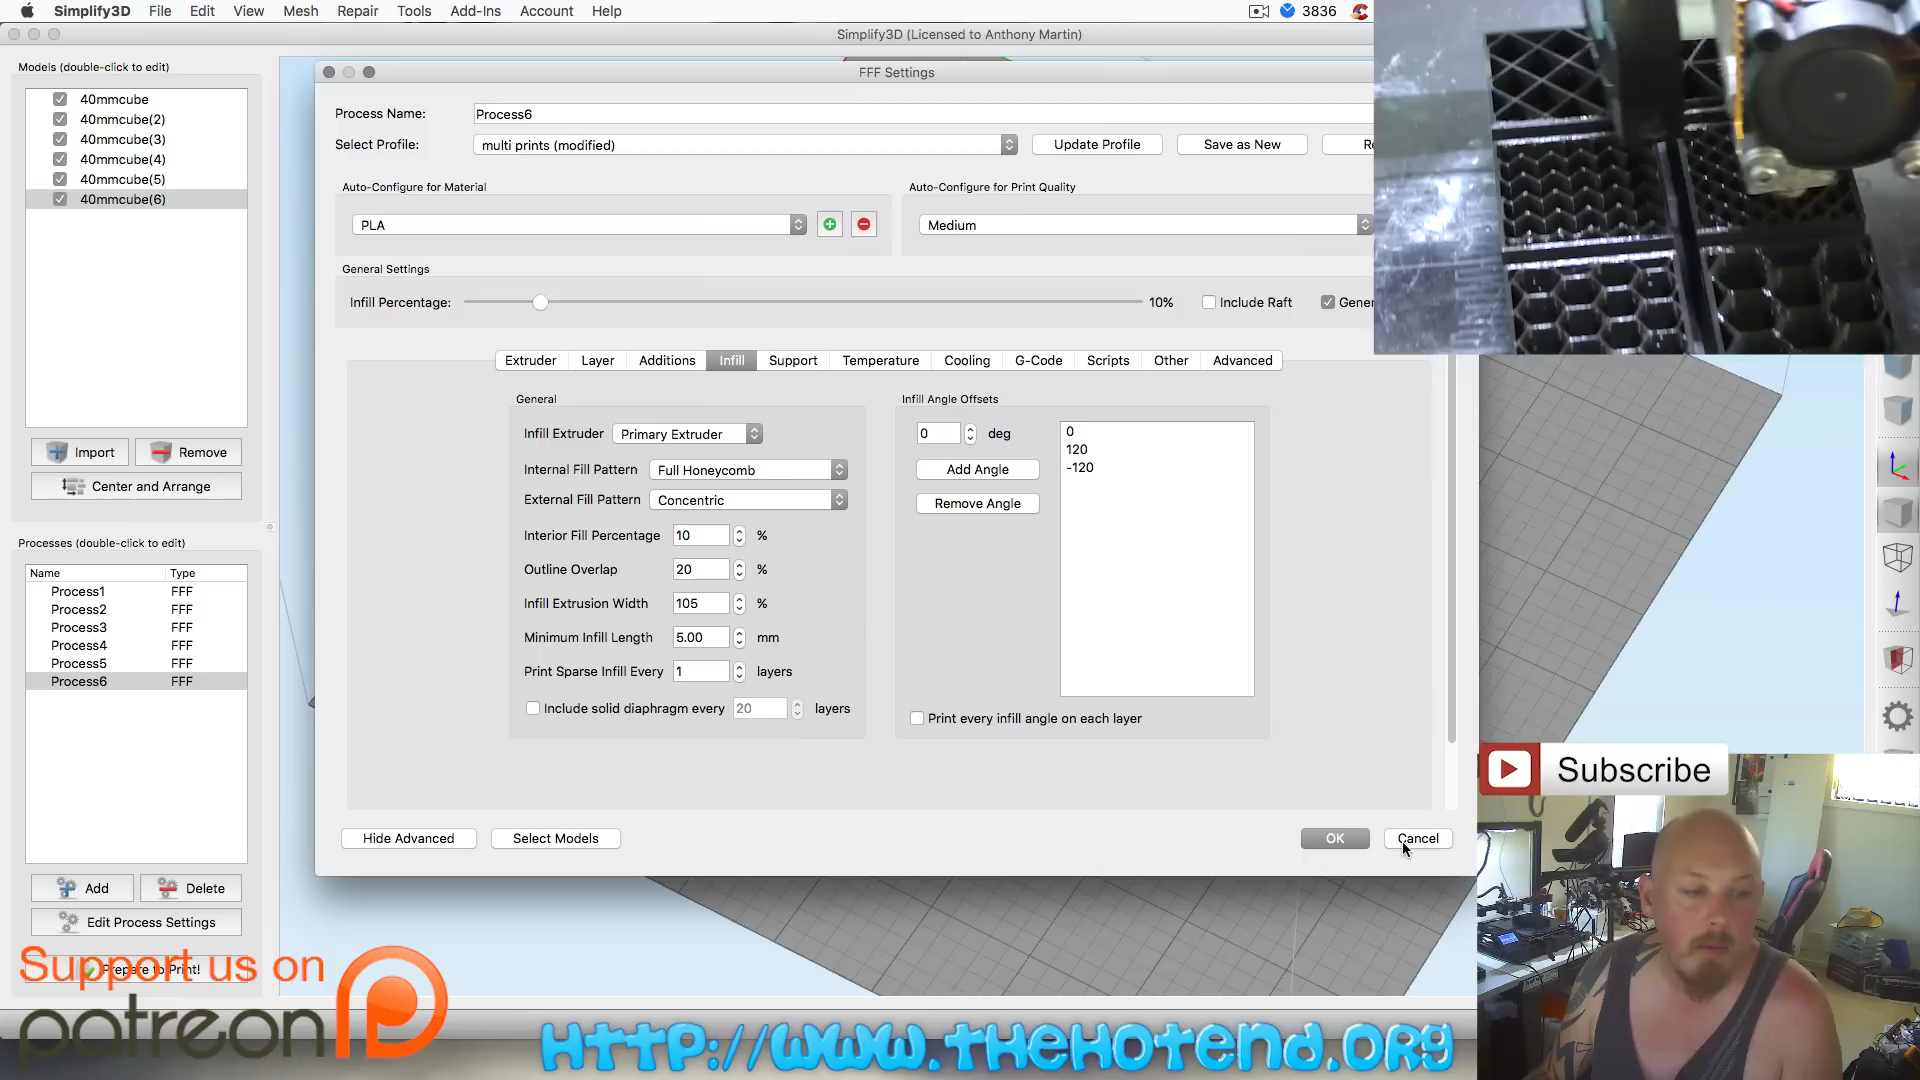 Simplify3D File Edit View Mesh Repair Tools Add-Ins Account Help 3836
Simplify3D (Licensed to Anthony Martin)
Models (double-click to edit)
40mmcube
40mmcube(2)
40mmcube(3)
40mmcube(4)
40mmcube(5)
40mmcube(6)
Import Remove
Center and Arrange
Processes (double-click to edit)
Name Type
Process1 FFF
Process2 FFF
Process3 FFF
Process4 FFF
Process5 FFF
Process6 FFF
Add Delete
Edit Process Settings
Prepare to Print!
FFF Settings
Process Name: Process6
Select Profile: multi prints (modified) Update Profile Save as New Re
Auto-Configure for Material Auto-Configure for Print Quality
PLA Medium
General Settings
Infill Percentage: 10% Include Raft Gener
Extruder Layer Additions Infill Support Temperature Cooling G-Code Scripts Other Advanced
General
Infill Extruder Primary Extruder
Internal Fill Pattern Full Honeycomb
External Fill Pattern Concentric
Interior Fill Percentage 10 %
Outline Overlap 20 %
Infill Extrusion Width 105 %
Minimum Infill Length 5.00 mm
Print Sparse Infill Every 1 layers
Include solid diaphragm every 20 layers
Infill Angle Offsets
0 deg
Add Angle
Remove Angle
0
120
-120
Print every infill angle on each layer
Hide Advanced Select Models OK Cancel
Subscribe
Support us on
patreon
HTTP://WWW.THEHOTEND.ORG